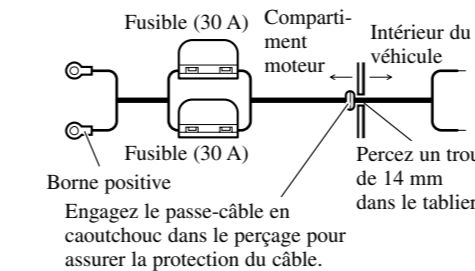 Fusible (30 A)
Comparti-
ment
moteur
Intérieur du
véhicule
Fusible (30 A)
Borne positive
Percez un trou
de 14 mm
dans le tablier
Engagez le passe-câble en
caoutchouc dans le perçage pour
assurer la protection du câble.